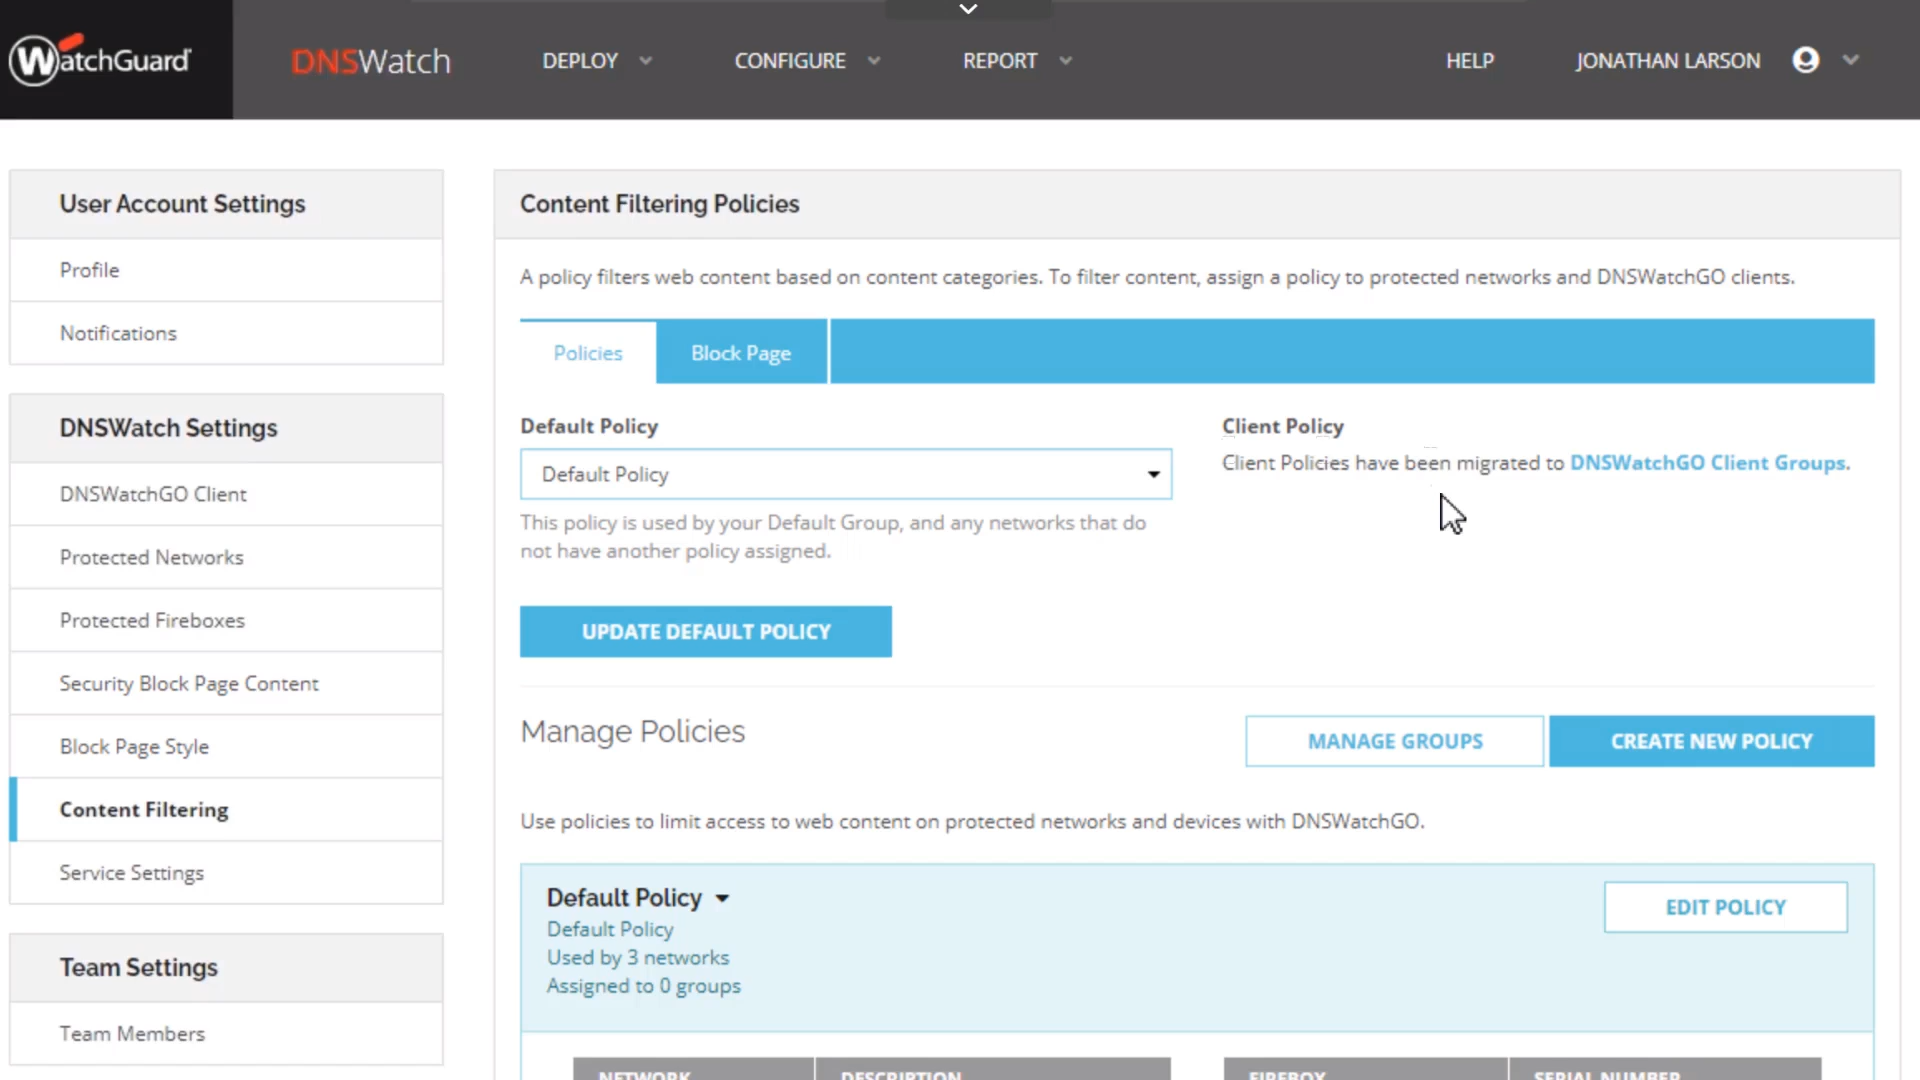 WatchGuard
DNSWatch
DEPLOY
CONFIGURE
REPORT
HELP
JONATHAN LARSON
User Account Settings
Profile
Notifications
DNSWatch Settings
DNSWatchGO Client
Protected Networks
Protected Fireboxes
Security Block Page Content
Block Page Style
Content Filtering
Service Settings
Team Settings
Team Members
Content Filtering Policies
A policy filters web content based on content categories. To filter content, assign a policy to protected networks and DNSWatchGO clients.
Policies
Block Page
Default Policy
Default Policy
This policy is used by your Default Group, and any networks that do
not have another policy assigned.
UPDATE DEFAULT POLICY
Client Policy
Client Policies have been migrated to DNSWatchGO Client Groups.
Manage Policies
MANAGE GROUPS
CREATE NEW POLICY
Use policies to limit access to web content on protected networks and devices with DNSWatchGO.
Default Policy
Default Policy
Used by 3 networks
Assigned to 0 groups
EDIT POLICY
NETWORK
DESCRIPTION
FIREBOX
SERIAL NUMBER